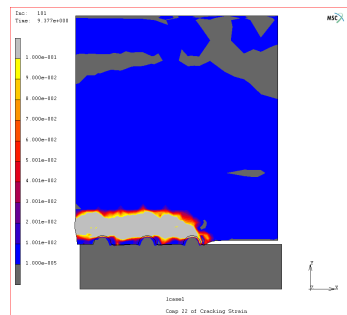 Inc: 101
Time: 9.377e+000
MSC
1.000e-001
9.000e-002
8.000e-002
7.000e-002
6.000e-002
5.001e-002
4.001e-002
3.001e-002
2.001e-002
1.001e-002
1.000e-005
Z
Y X
lcase1
Comp 22 of Cracking Strain